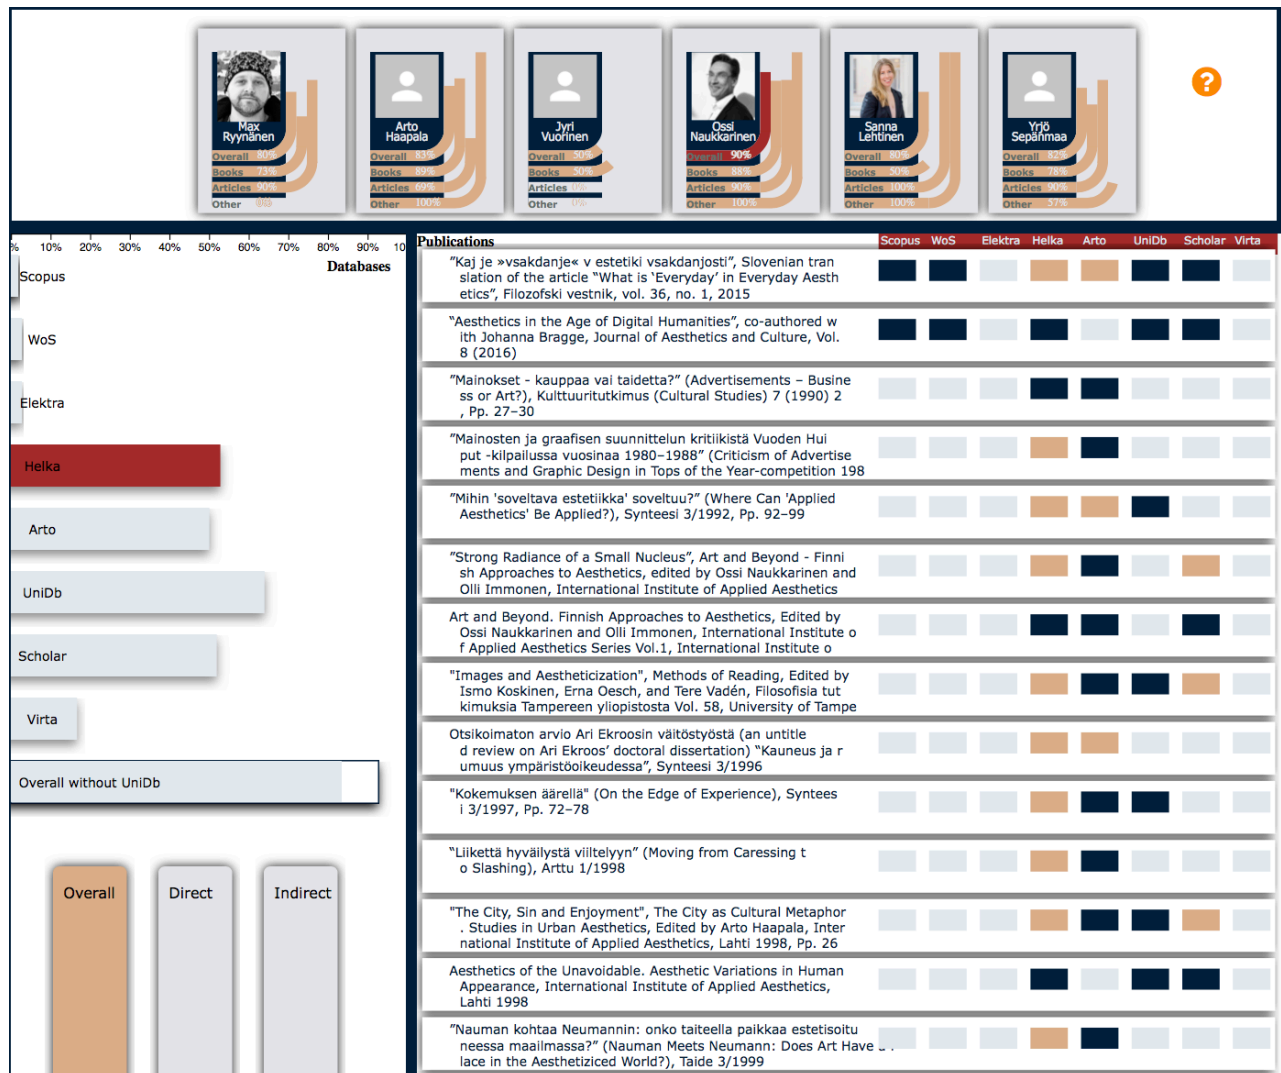 Max
Ryynänen
Overall 80%
Books 73%
Articles 90%
Other 0%
Arto
Haapala
Overall 83%
Books 89%
Articles 69%
Other 100%
Jyri
Vuorinen
Overall 50%
Books 50%
Articles 0%
Other 0%
Ossi
Naukkarinen
Overall 90%
Books 88%
Articles 90%
Other 100%
Sanna
Lehtinen
Overall 80%
Books 50%
Articles 100%
Other 100%
Yrjö
Sepänmaa
Overall 82%
Books 78%
Articles 90%
Other 57%
?
% 10% 20% 30% 40% 50% 60% 70% 80% 90% 10
Databases
Scopus
WoS
Elektra
Helka
Arto
UniDb
Scholar
Virta
Overall without UniDb
Overall Direct Indirect
Publications Scopus WoS Elektra Helka Arto UniDb Scholar Virta
”Kaj je »vsakdanje« v estetiki vsakdanjosti”, Slovenian tran
slation of the article “What is ‘Everyday’ in Everyday Aesth
etics”, Filozofski vestnik, vol. 36, no. 1, 2015
“Aesthetics in the Age of Digital Humanities”, co-authored w
ith Johanna Bragge, Journal of Aesthetics and Culture, Vol.
8 (2016)
”Mainokset - kauppaa vai taidetta?” (Advertisements – Busine
ss or Art?), Kulttuuritutkimus (Cultural Studies) 7 (1990) 2
, Pp. 27–30
”Mainosten ja graafisen suunnittelun kritiikistä Vuoden Hui
put -kilpailussa vuosinaa 1980–1988” (Criticism of Advertise
ments and Graphic Design in Tops of the Year-competition 198
”Mihin 'soveltava estetiikka' soveltuu?” (Where Can 'Applied
Aesthetics' Be Applied?), Synteesi 3/1992, Pp. 92–99
”Strong Radiance of a Small Nucleus”, Art and Beyond - Finni
sh Approaches to Aesthetics, edited by Ossi Naukkarinen and
Olli Immonen, International Institute of Applied Aesthetics
Art and Beyond. Finnish Approaches to Aesthetics, Edited by
Ossi Naukkarinen and Olli Immonen, International Institute o
f Applied Aesthetics Series Vol.1, International Institute o
"Images and Aestheticization", Methods of Reading, Edited by
Ismo Koskinen, Erna Oesch, and Tere Vadén, Filosofisia tut
kimuksia Tampereen yliopistosta Vol. 58, University of Tampe
Otsikoimaton arvio Ari Ekroosin väitöstyöstä (an untitle
d review on Ari Ekroos’ doctoral dissertation) “Kauneus ja r
umuus ympäristöoikeudessa”, Synteesi 3/1996
"Kokemuksen äärellä" (On the Edge of Experience), Syntees
i 3/1997, Pp. 72–78
“Liikettä hyväilystä viiltelyyn” (Moving from Caressing t
o Slashing), Arttu 1/1998
"The City, Sin and Enjoyment", The City as Cultural Metaphor
. Studies in Urban Aesthetics, Edited by Arto Haapala, Inter
national Institute of Applied Aesthetics, Lahti 1998, Pp. 26
Aesthetics of the Unavoidable. Aesthetic Variations in Human
Appearance, International Institute of Applied Aesthetics,
Lahti 1998
”Nauman kohtaa Neumannin: onko taiteella paikkaa estetisoitu
neessa maailmassa?” (Nauman Meets Neumann: Does Art Have a
lace in the Aestheticized World?), Taide 3/1999